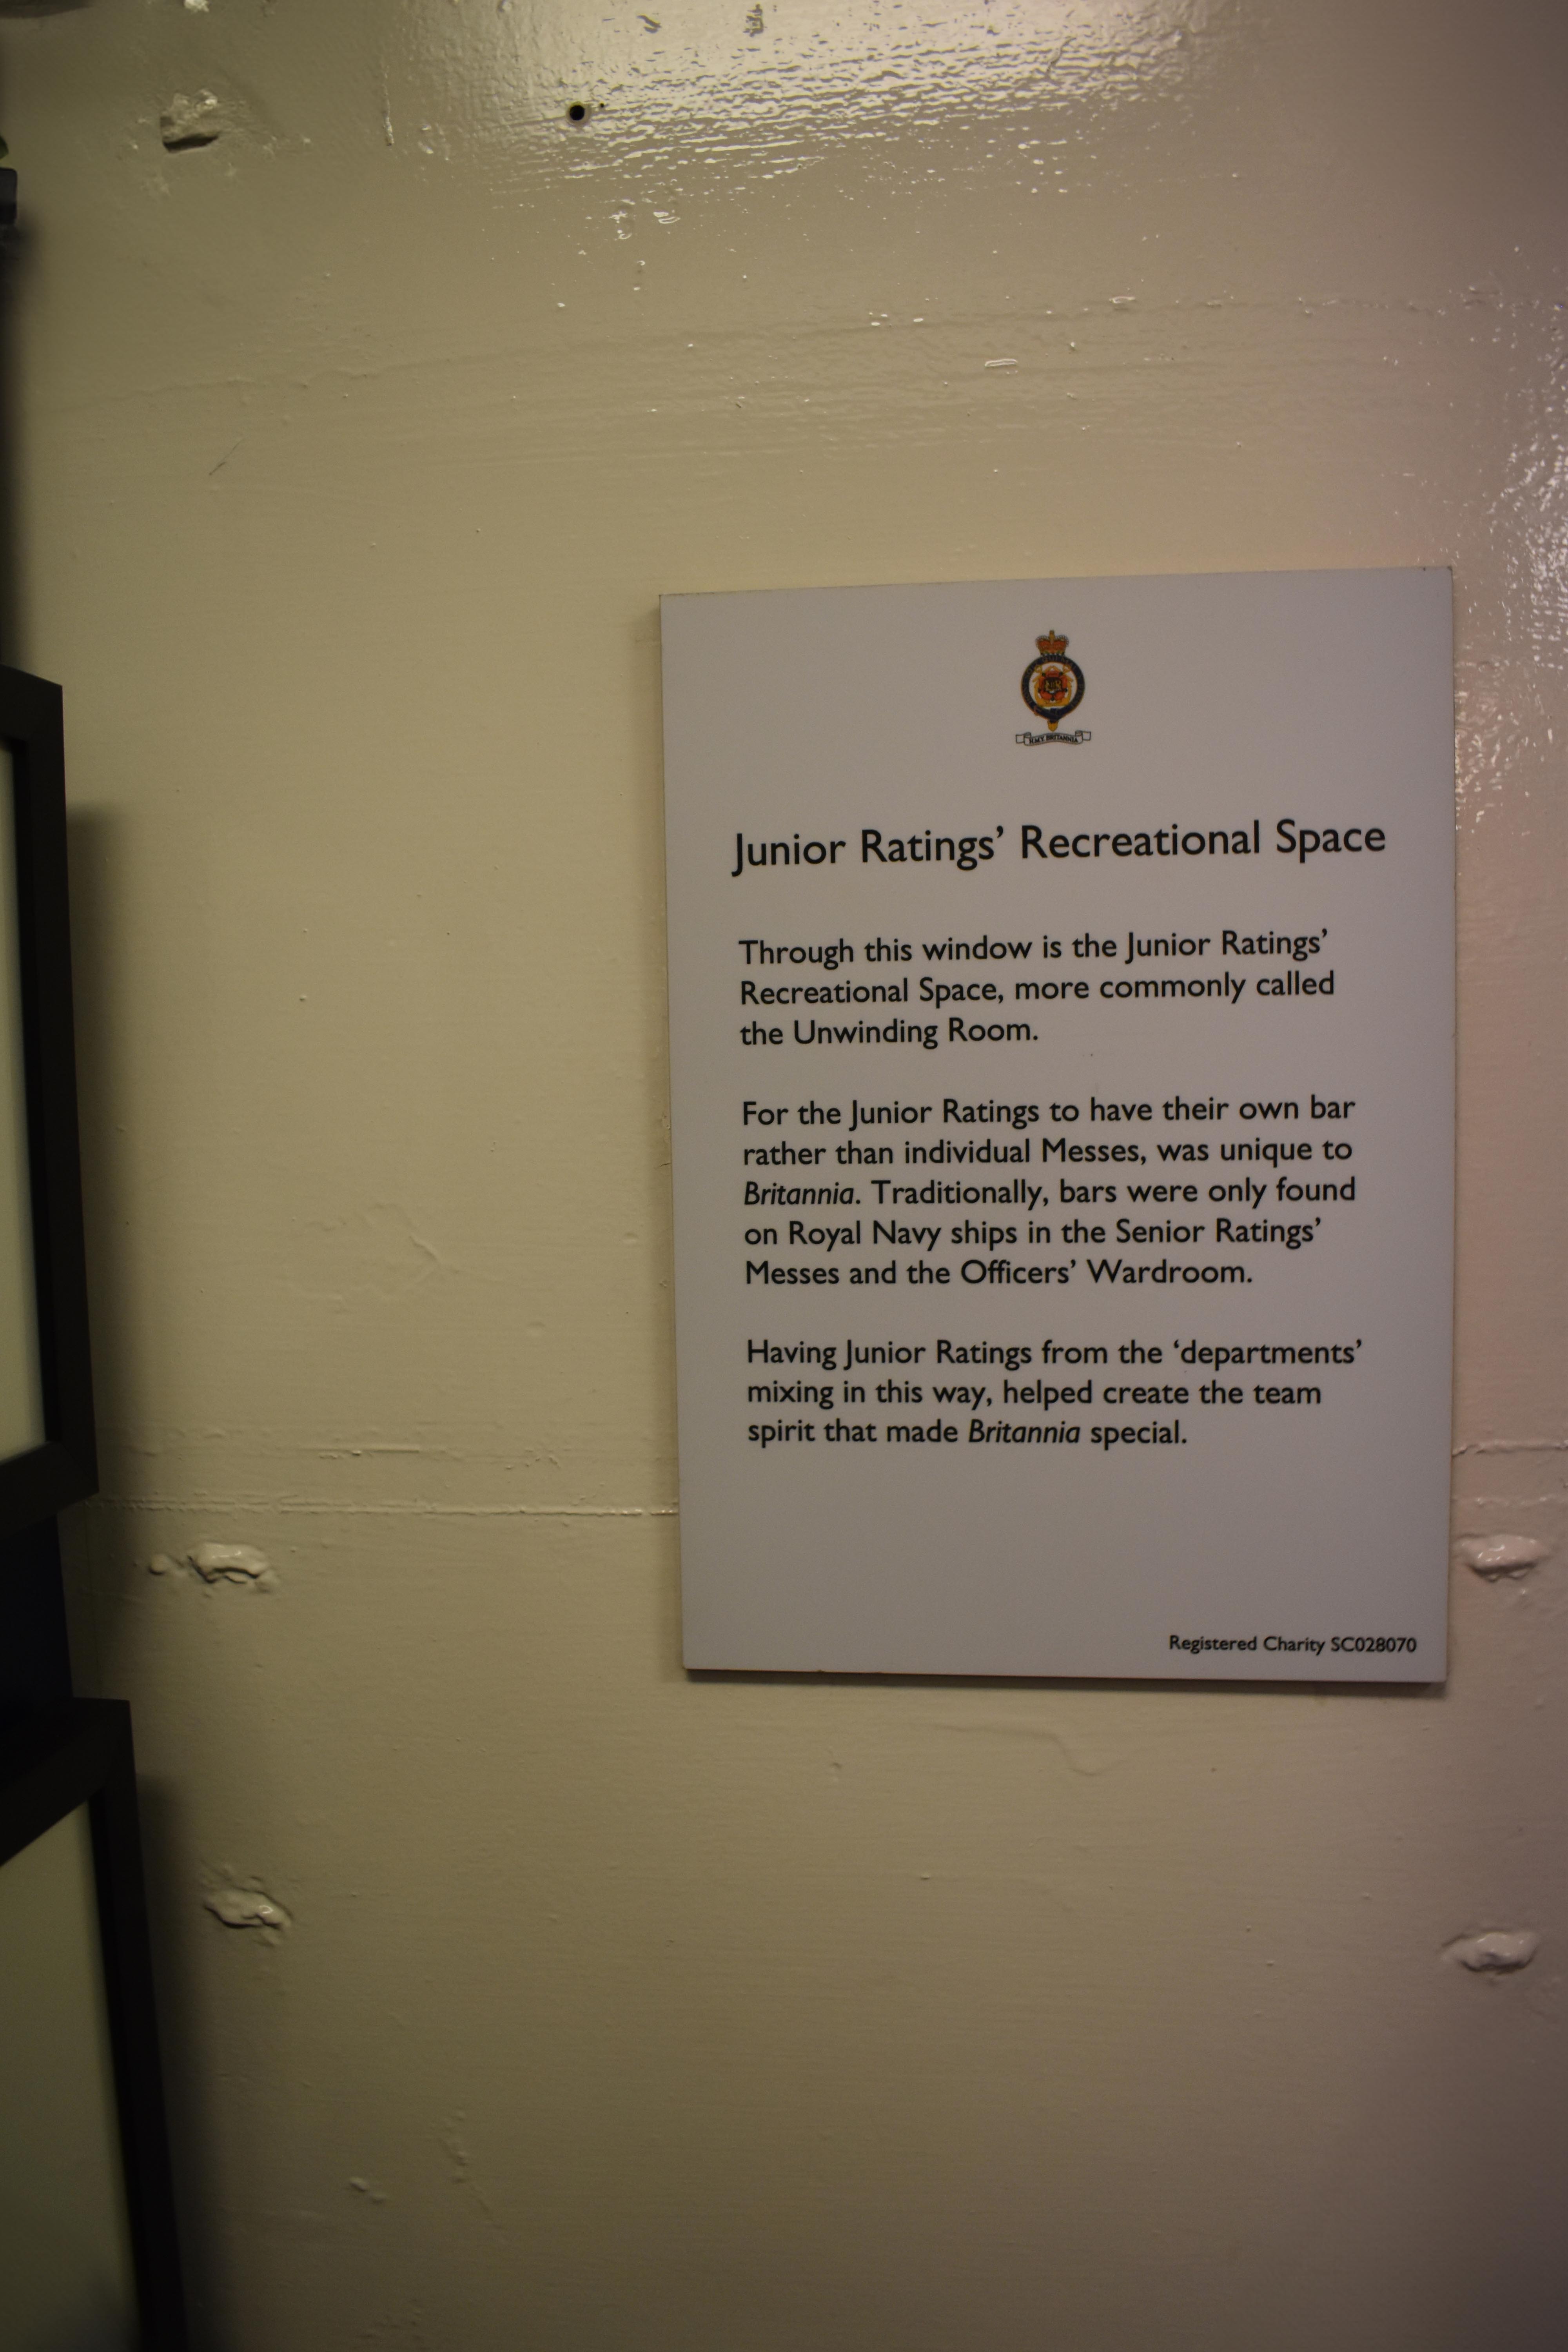 H.M.Y. BRITANNIA
Junior Ratings’ Recreational Space
Through this window is the Junior Ratings’
Recreational Space, more commonly called
the Unwinding Room.
For the Junior Ratings to have their own bar
rather than individual Messes, was unique to
Britannia. Traditionally, bars were only found
on Royal Navy ships in the Senior Ratings’
Messes and the Officers’ Wardroom.
Having Junior Ratings from the ‘departments’
mixing in this way, helped create the team
spirit that made Britannia special.
Registered Charity SC028070